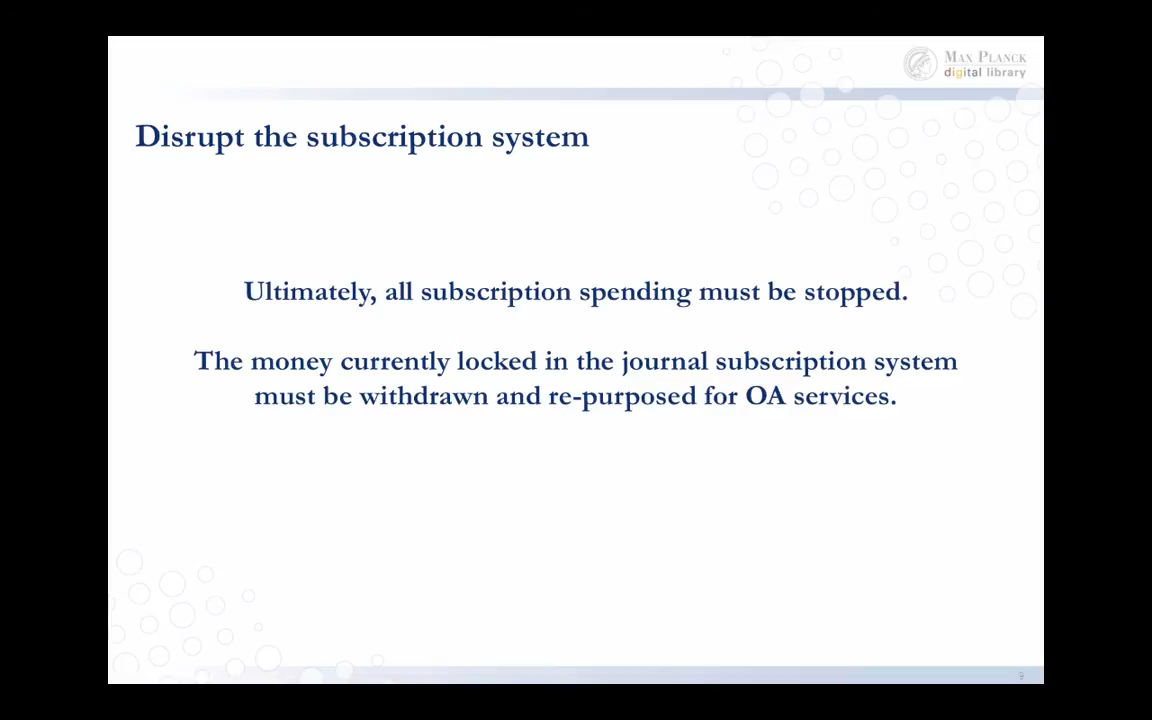 MAX PLANCK
digital library
Disrupt the subscription system
Ultimately, all subscription spending must be stopped.
The money currently locked in the journal subscription system
must be withdrawn and re-purposed for OA services.
9